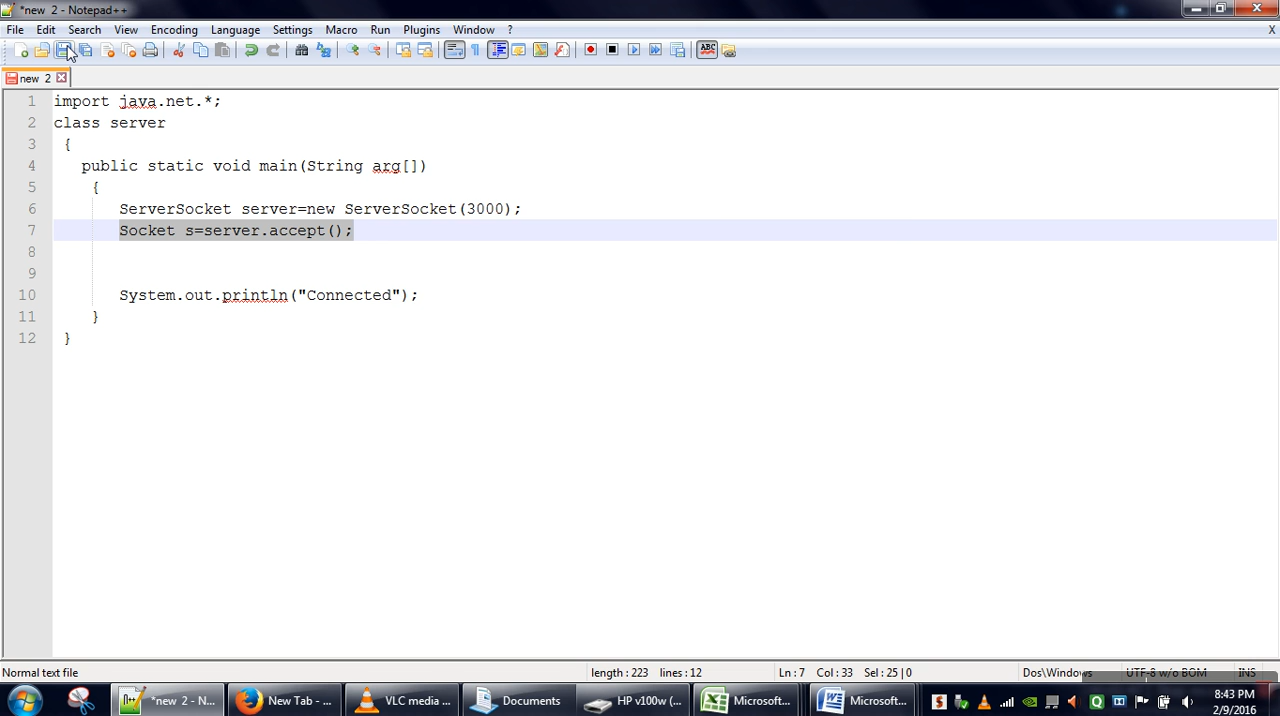 *new 2 - Notepad++
File Edit Search View Encoding Language Settings Macro Run Plugins Window ? X
ABC
new 2
1 import java.net.*;
2 class server
3 {
4 public static void main(String arg[])
5 {
6 ServerSocket server=new ServerSocket(3000);
7 Socket s=server.accept();
8
9
10 System.out.println("Connected");
11 }
12 }
Normal text file length : 223 lines : 12 Ln : 7 Col : 33 Sel : 25 | 0 Dos\Windows UTF-8 w/o BOM INS
*new 2 - N... New Tab - ... VLC media ... Documents HP v100w (... Microsoft... Microsoft... 8:43 PM
2/9/2016